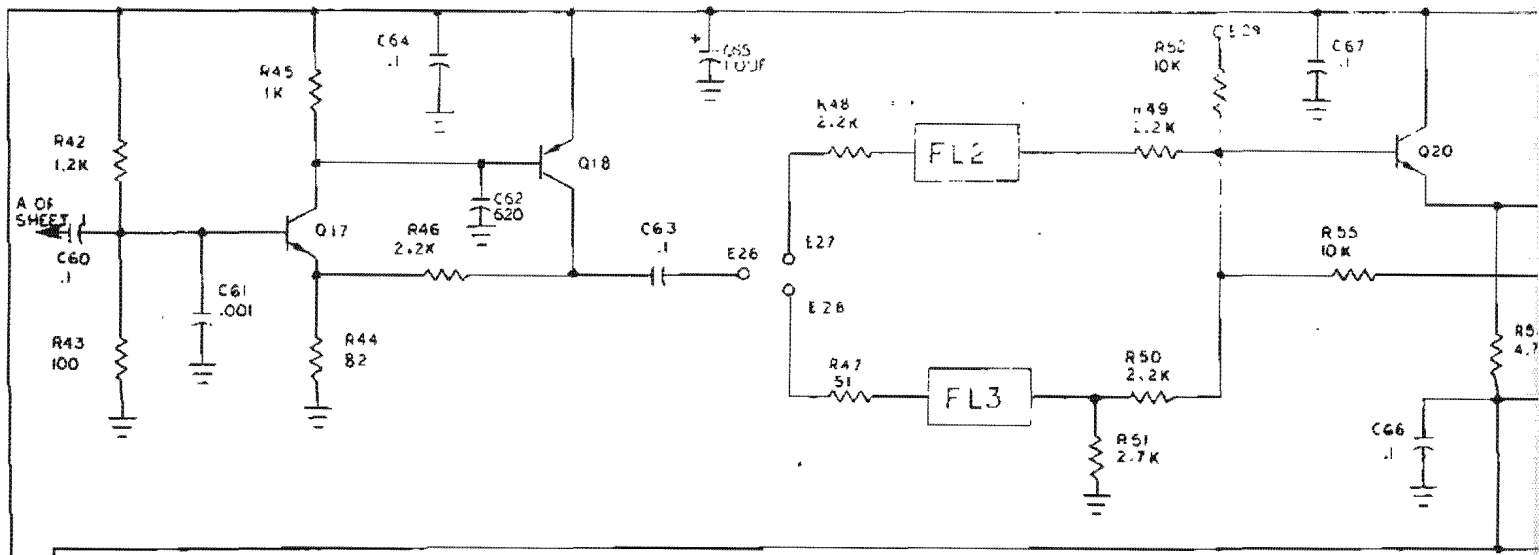 C64
.1
R45
1K
R42
1.2K
A OF
SHEET 1
C60
.1
R43
100
C61
.001
Q17
R44
82
R46
2.2K
C62
620
Q18
C63
.1
E26
E27
E28
+
C65
R48
2.2K
FL2
R49
R52
10K
C67
.1
Q20
R55
10K
R47
51
FL3
R50
2.2K
R51
2.7K
C66
.1